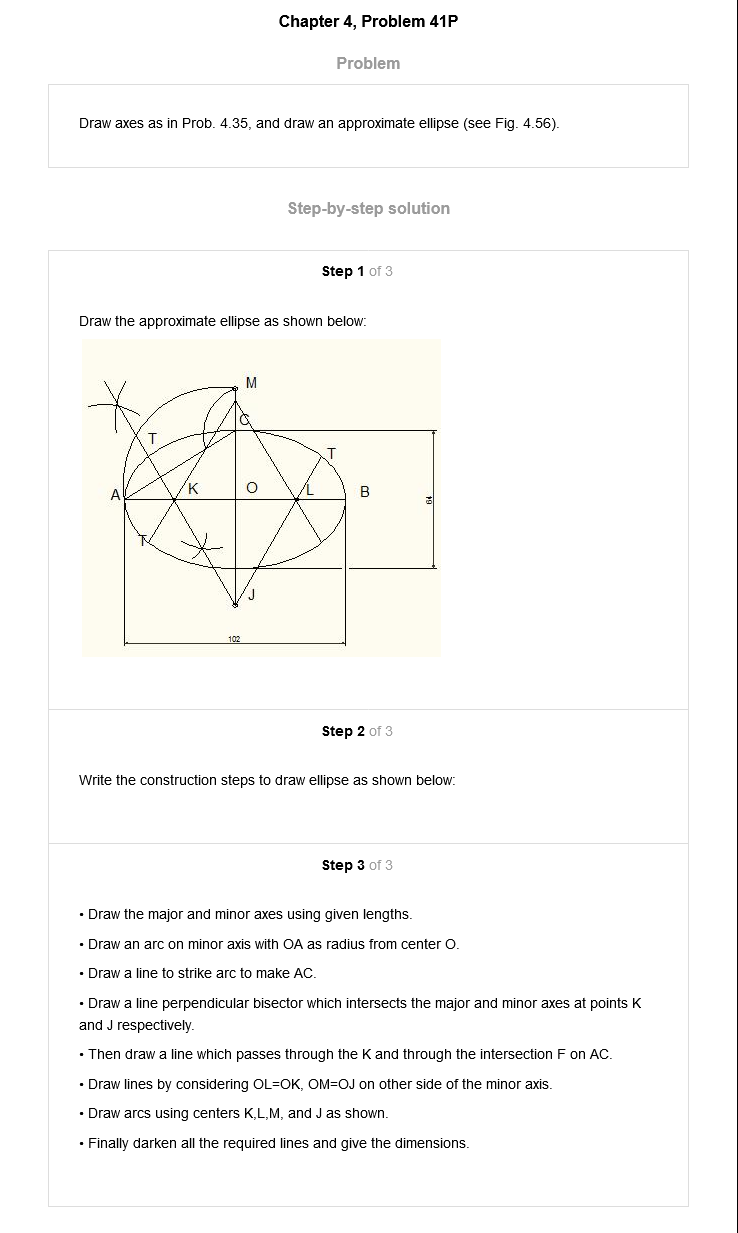 Chapter 4, Problem 41P
Problem
Draw axes as in Prob. 4.35, and draw an approximate ellipse (see Fig. 4.56).
Step-by-step solution
Step 1 of 3
Draw the approximate ellipse as shown below:
M
C
T
T
A
K
O
L
B
64
T
J
102
Step 2 of 3
Write the construction steps to draw ellipse as shown below:
Step 3 of 3
• Draw the major and minor axes using given lengths.
• Draw an arc on minor axis with OA as radius from center O.
• Draw a line to strike arc to make AC.
• Draw a line perpendicular bisector which intersects the major and minor axes at points K
and J respectively.
• Then draw a line which passes through the K and through the intersection F on AC.
• Draw lines by considering OL=OK, OM=OJ on other side of the minor axis.
• Draw arcs using centers K,L,M, and J as shown.
• Finally darken all the required lines and give the dimensions.